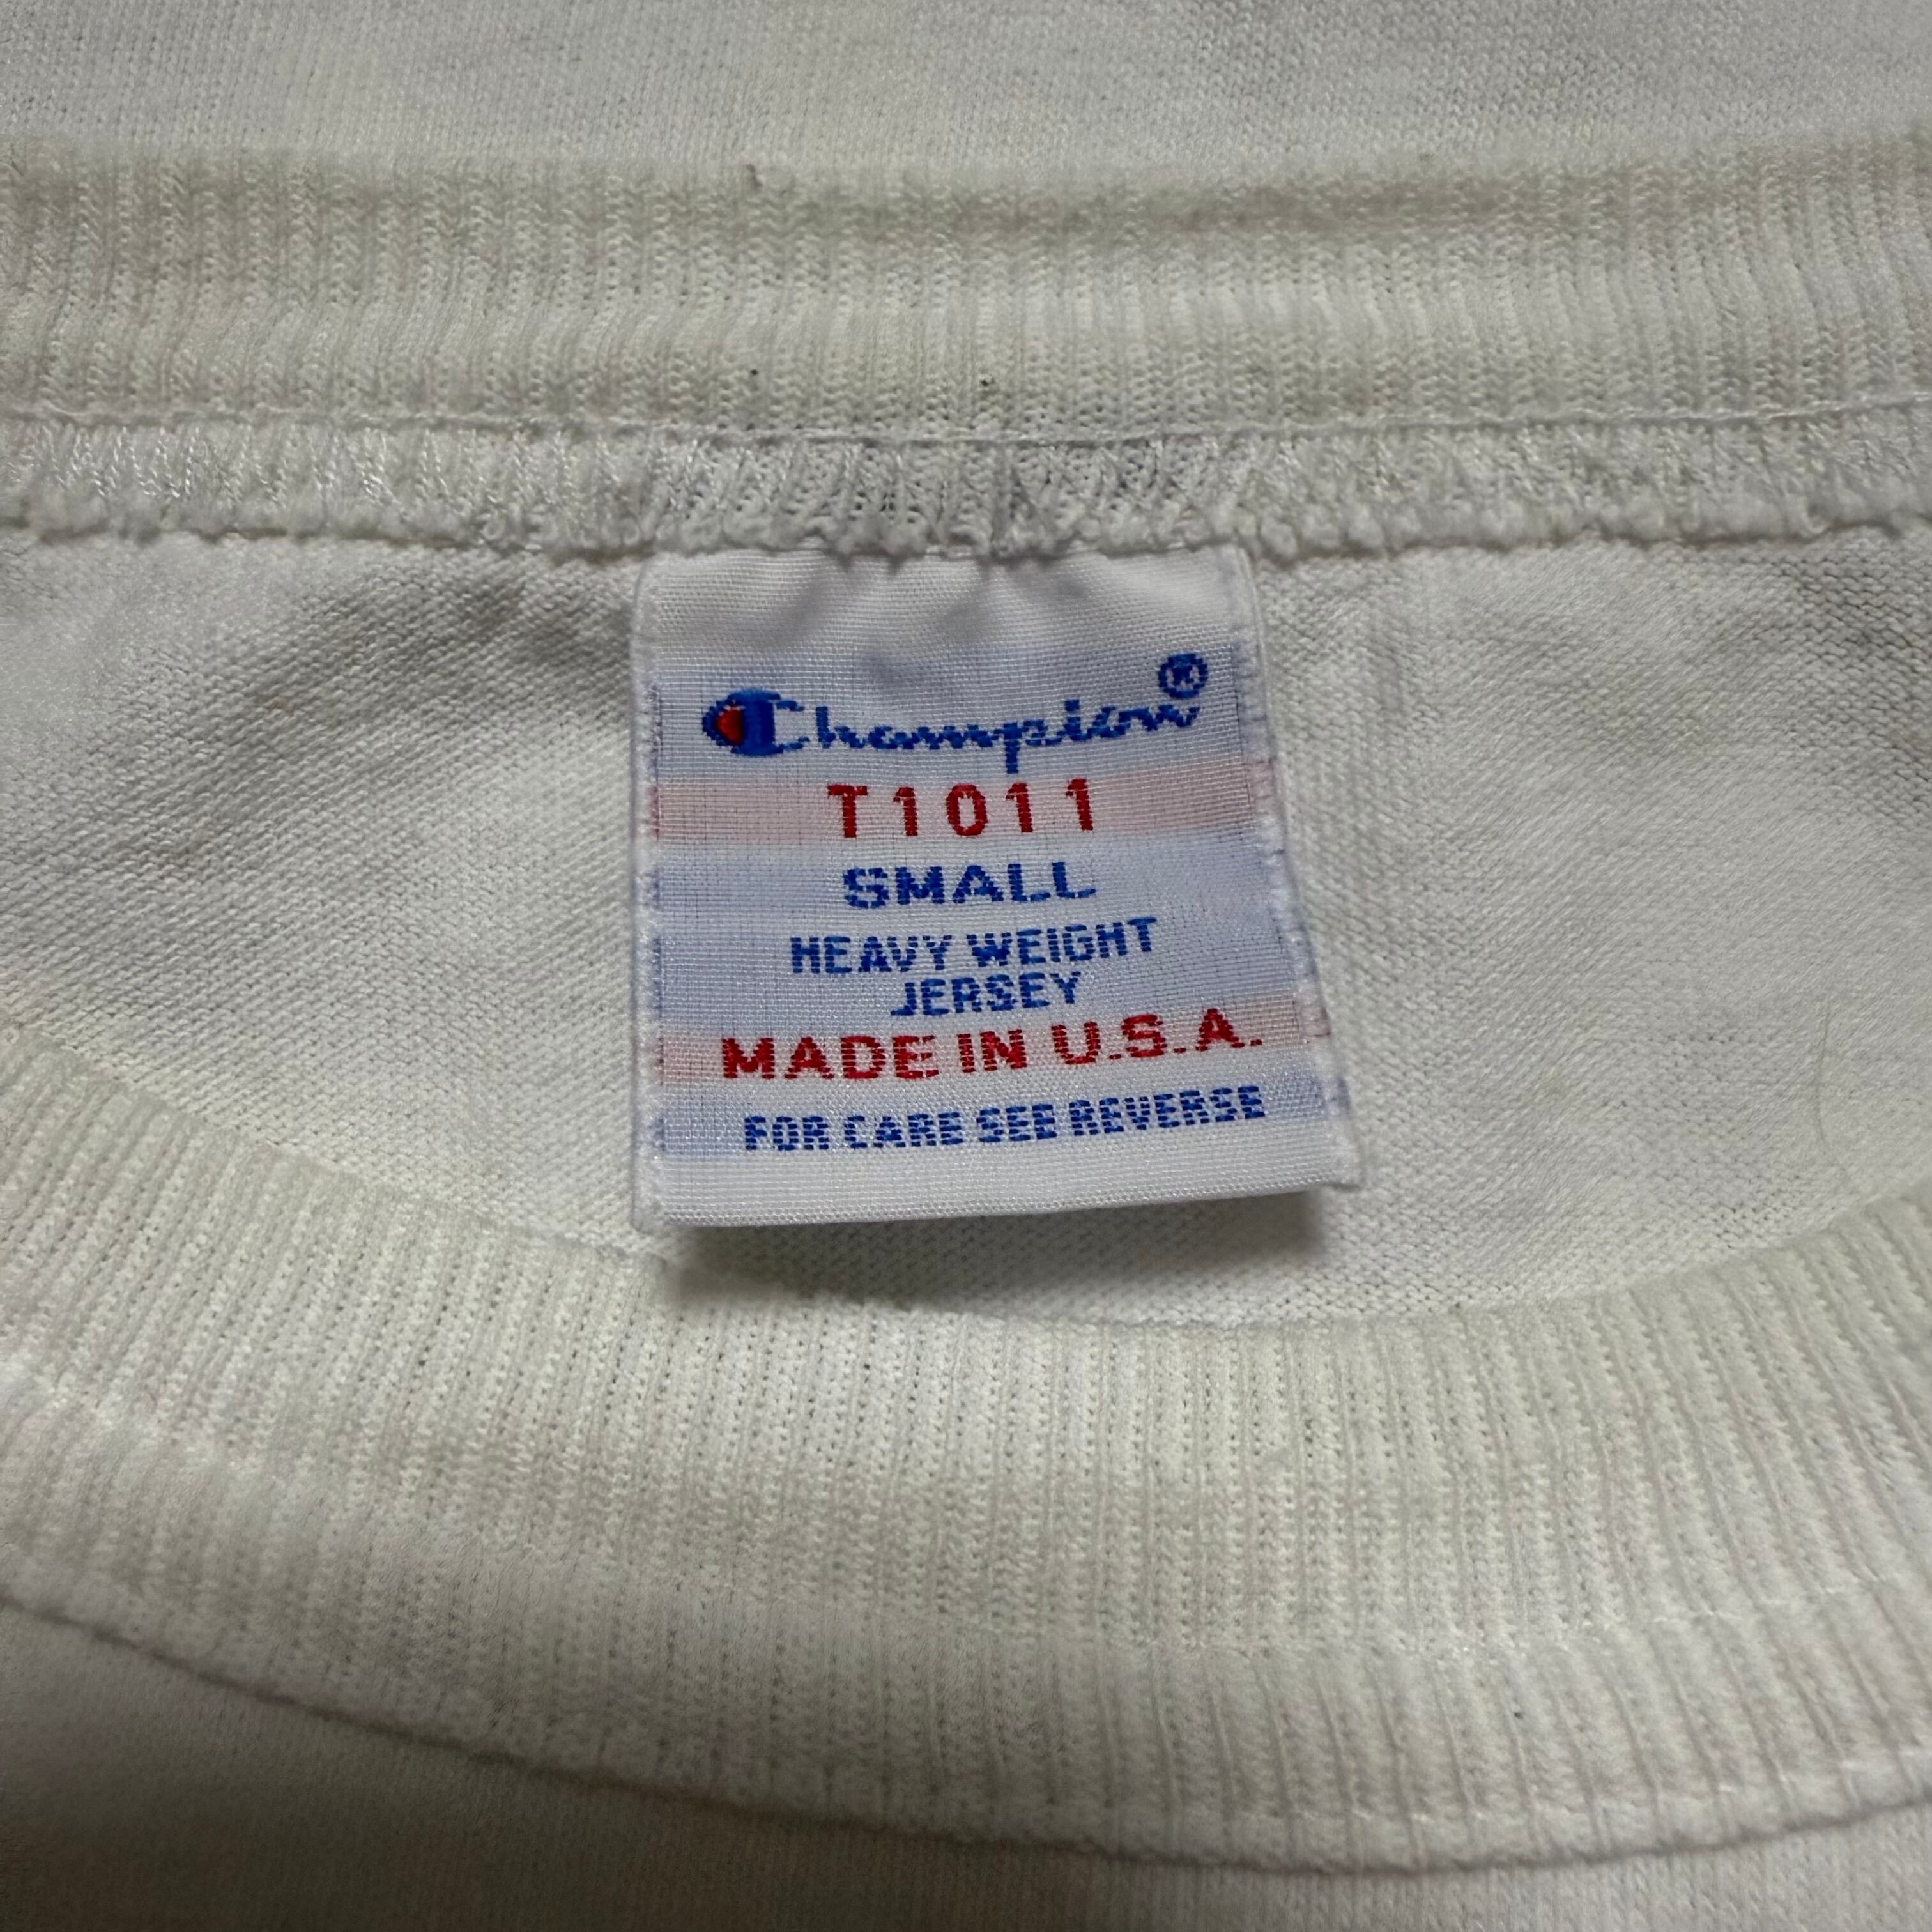 Champion®
T1011
SMALL
HEAVY WEIGHT
JERSEY
MADE IN U.S.A.
FOR CARE SEE REVERSE